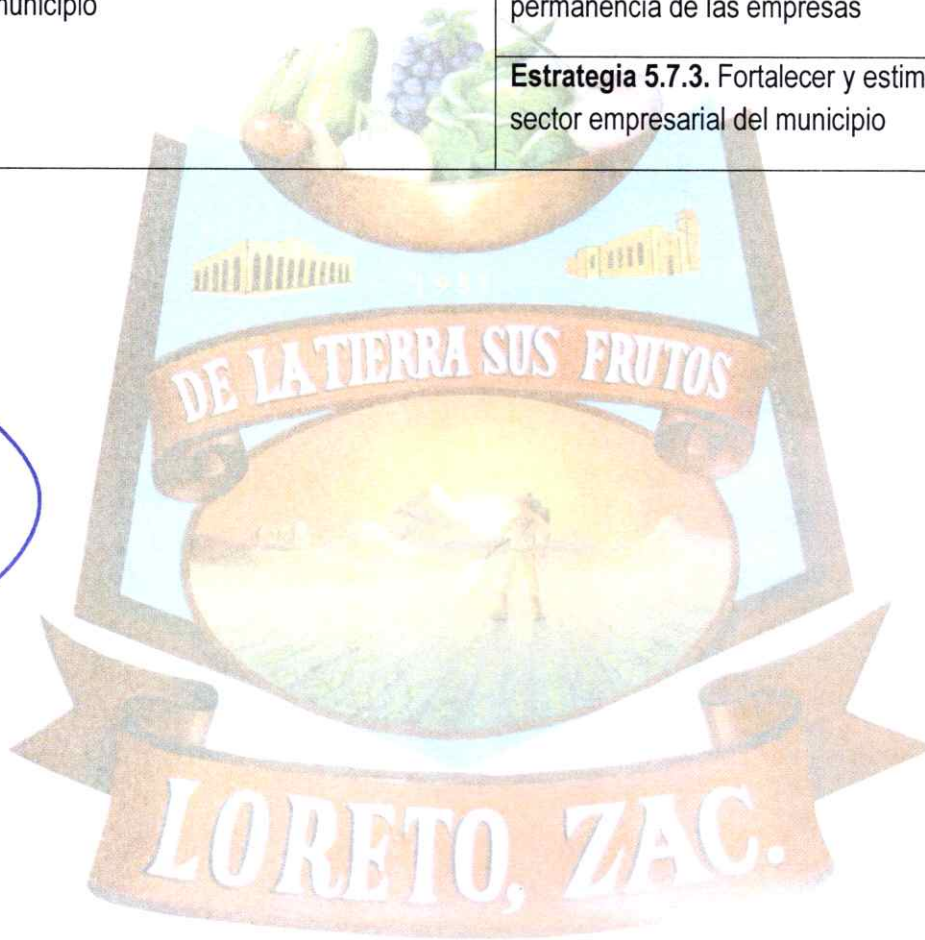 municipio
permanencia de las empresas
Estrategia 5.7.3. Fortalecer y estim
sector empresarial del municipio
DE LA TIERRA SUS FRUTOS
LORETO, ZAC.